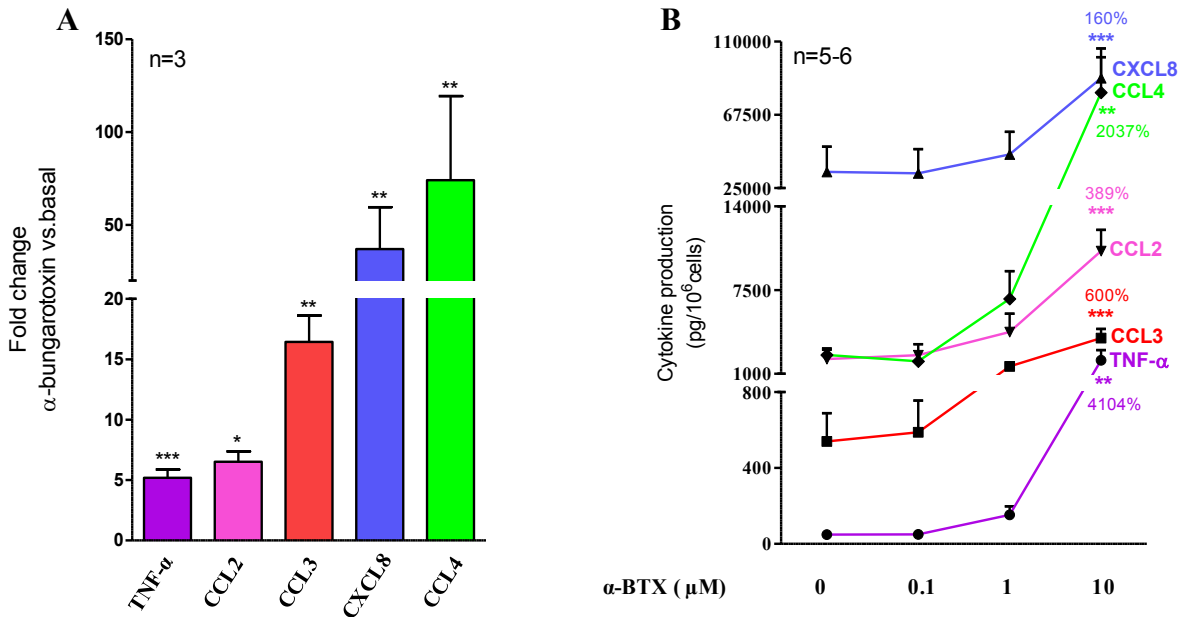 A
n=3
Fold change
α-bungarotoxin vs.basal
150
100
50
20
15
10
5
0
***
*
**
**
**
TNF-α
CCL2
CCL3
CXCL8
CCL4
B
n=5-6
Cytokine production
(pg/10⁶cells)
110000
67500
25000
14000
7500
1000
800
400
0
160%
***
CXCL8
CCL4
**
2037%
389%
***
CCL2
600%
***
CCL3
TNF-α
**
4104%
α-BTX ( μM) 0 0.1 1 10